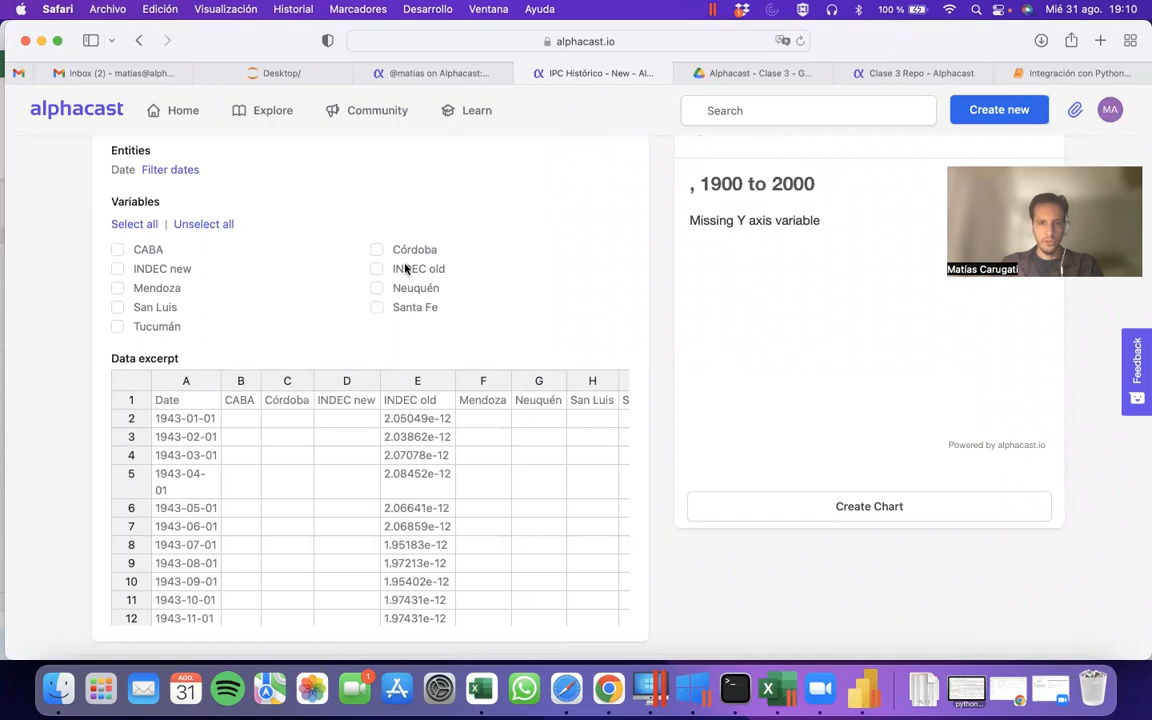 Safari Archivo Edición Visualización Historial Marcadores Desarrollo Ventana Ayuda 100 % Mié 31 ago. 19:10
alphacast.io
Inbox (2) - matias@alph... Desktop/ @matias on Alphacast:... IPC Histórico - New - Al... Alphacast - Clase 3 - G... Clase 3 Repo - Alphacast Integración con Python...
alphacast Home Explore Community Learn Search Create new MA
Entities
Date Filter dates
Variables
Select all | Unselect all
CABA Córdoba
INDEC new INDEC old
Mendoza Neuquén
San Luis Santa Fe
Tucumán
Data excerpt
A B C D E F G H
1 Date CABA Córdoba INDEC new INDEC old Mendoza Neuquén San Luis S
2 1943-01-01 2.05049e-12
3 1943-02-01 2.03862e-12
4 1943-03-01 2.07078e-12
5 1943-04- 2.08452e-12
01
6 1943-05-01 2.06641e-12
7 1943-06-01 2.06859e-12
8 1943-07-01 1.95183e-12
9 1943-08-01 1.97213e-12
10 1943-09-01 1.95402e-12
11 1943-10-01 1.97431e-12
12 1943-11-01 1.97431e-12
, 1900 to 2000
Missing Y axis variable
Matías Carugati
Powered by alphacast.io
Create Chart
Feedback
AGO.
31
1
python...